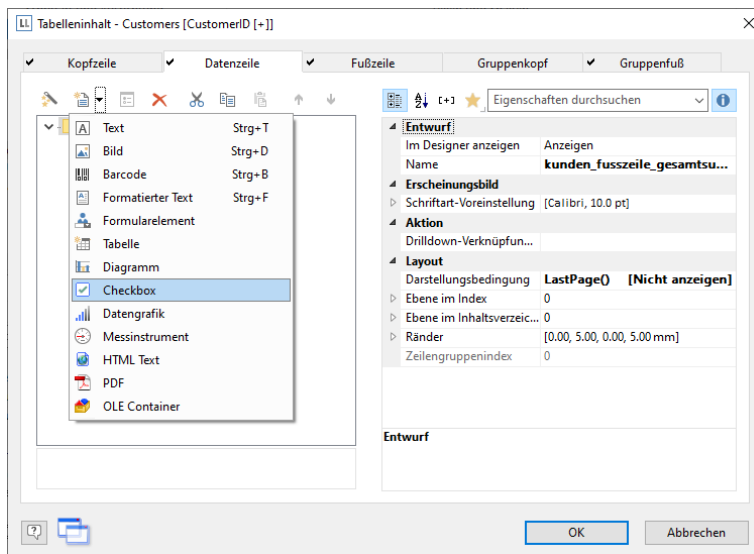 LL Tabelleninhalt - Customers [CustomerID [+]]
Kopfzeile Datenzeile Fußzeile Gruppenkopf Gruppenfuß
Eigenschaften durchsuchen
A Text Strg+T
Bild Strg+D
Barcode Strg+B
Formatierter Text Strg+F
Formularelement
Tabelle
Diagramm
Checkbox
Datengrafik
Messinstrument
HTML Text
PDF
OLE Container
Entwurf
Im Designer anzeigen Anzeigen
Name kunden_fusszeile_gesamtsu...
Erscheinungsbild
Schriftart-Voreinstellung [Calibri, 10.0 pt]
Aktion
Drilldown-Verknüpfun...
Layout
Darstellungsbedingung LastPage() [Nicht anzeigen]
Ebene im Index 0
Ebene im Inhaltsverzeic... 0
Ränder [0.00, 5.00, 0.00, 5.00 mm]
Zeilengruppenindex 0
Entwurf
OK Abbrechen